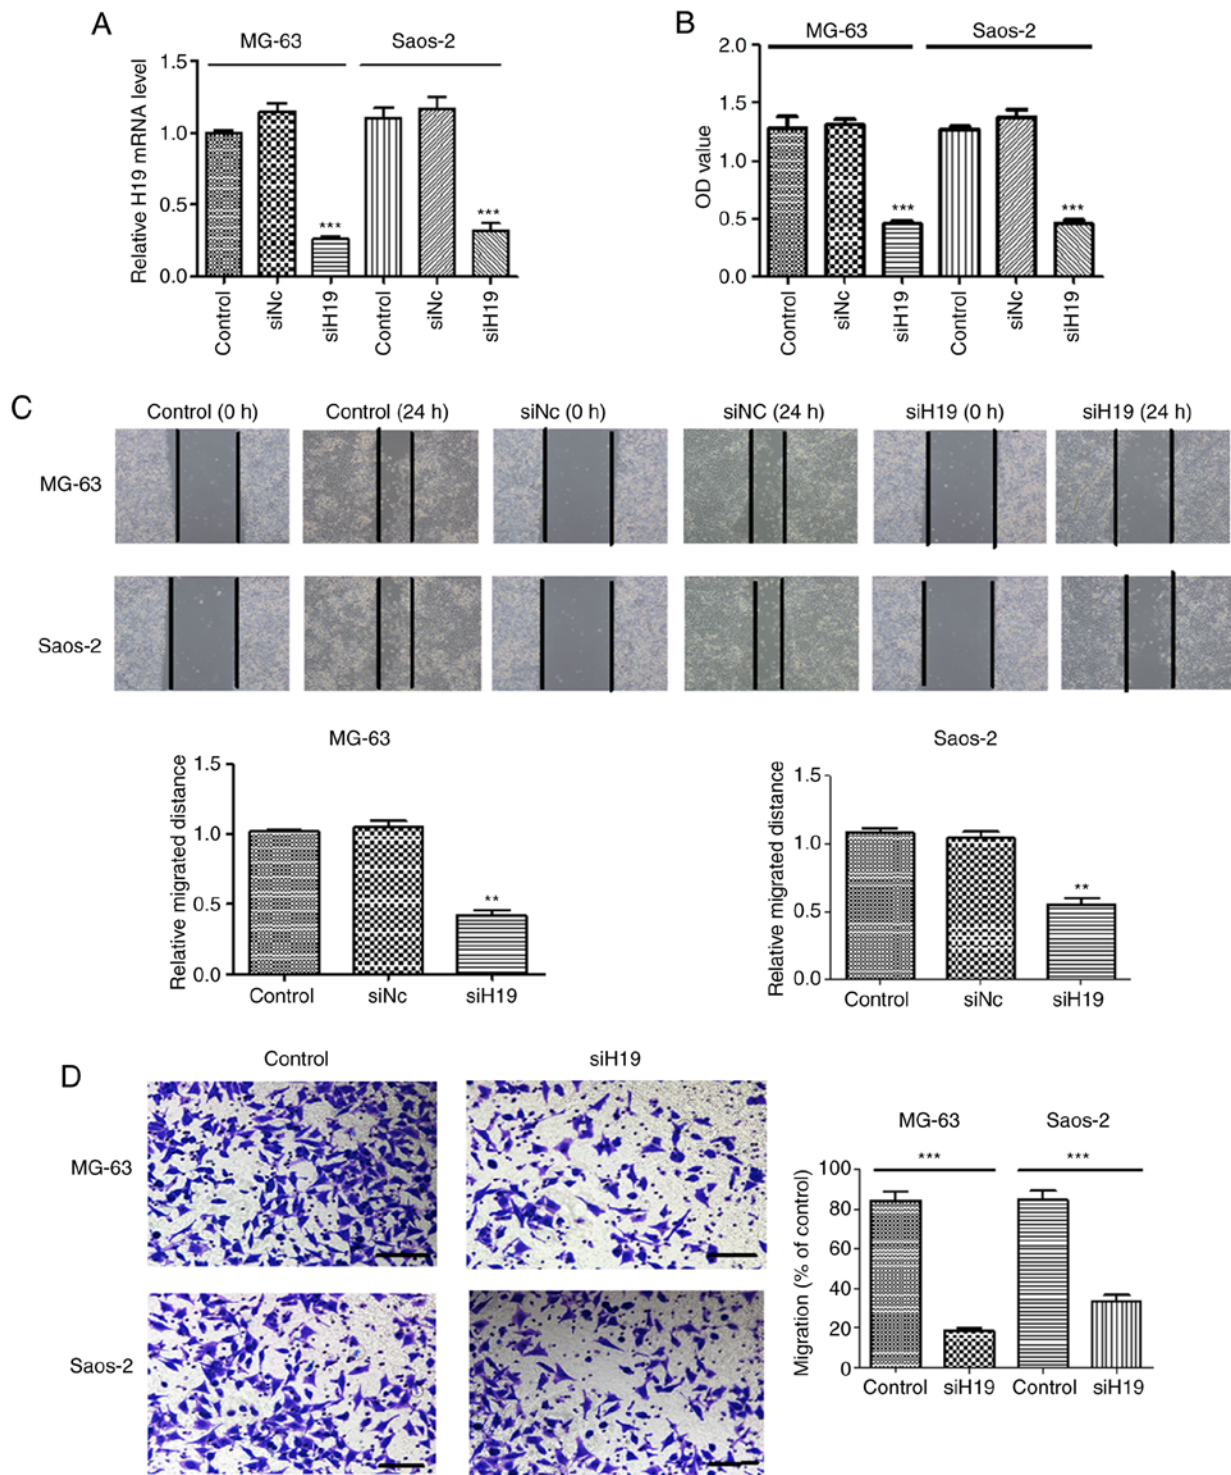 A
MG-63 Saos-2
Relative H19 mRNA level
1.5
1.0
0.5
0.0
*** ***
Control siNc siH19 Control siNc siH19
B
MG-63 Saos-2
OD value
2.0
1.5
1.0
0.5
0.0
*** ***
Control siNc siH19 Control siNc siH19
C
Control (0 h) Control (24 h) siNc (0 h) siNC (24 h) siH19 (0 h) siH19 (24 h)
MG-63
Saos-2
MG-63
Relative migrated distance
1.5
1.0
0.5
0.0
**
Control siNc siH19
Saos-2
Relative migrated distance
1.5
1.0
0.5
0.0
**
Control siNc siH19
D
Control siH19
MG-63
Saos-2
MG-63 Saos-2
*** ***
Migration (% of control)
100
80
60
40
20
0
Control siH19 Control siH19